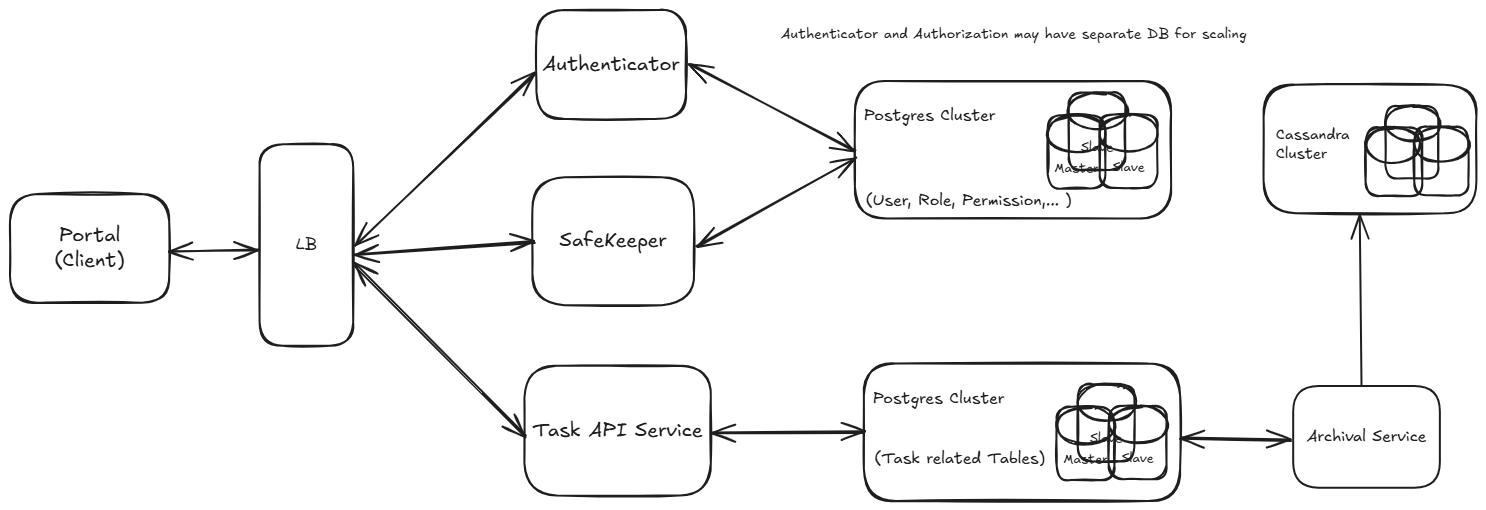 Authenticator and Authorization may have separate DB for scaling
Authenticator
Postgres Cluster
Slave
Master
Slave
(User, Role, Permission,... )
Cassandra
Cluster
Portal
(Client)
LB
SafeKeeper
Task API Service
Postgres Cluster
Slave
Master
Slave
(Task related Tables)
Archival Service